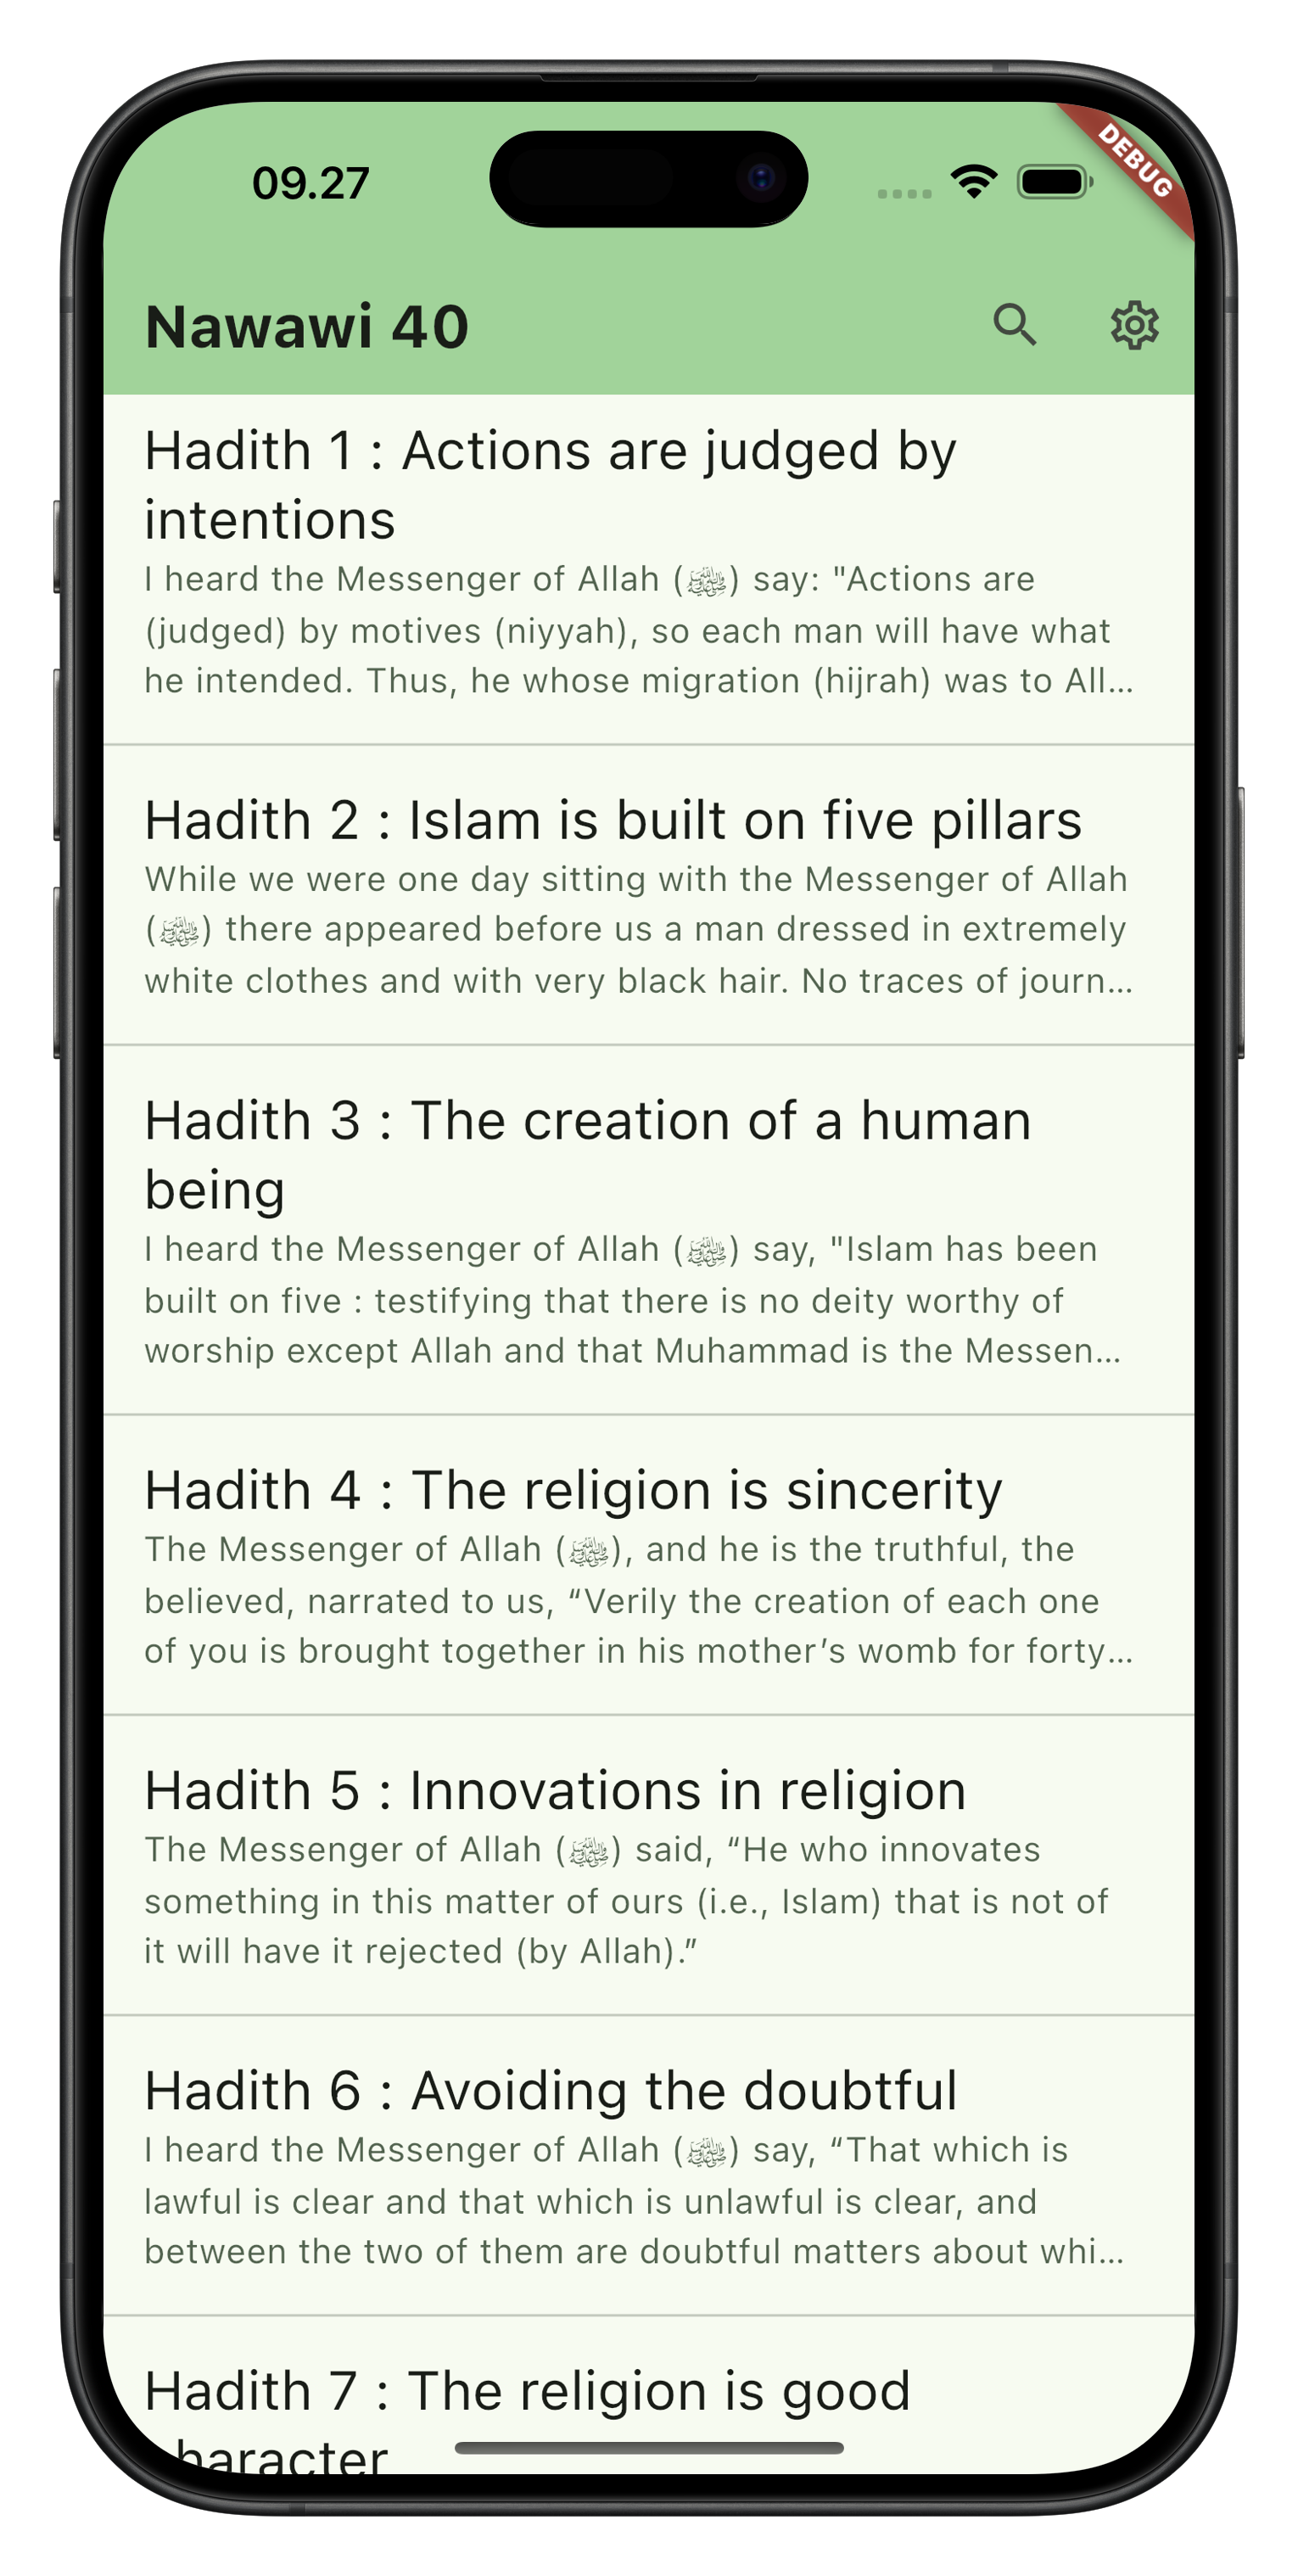 09.27
DEBUG
Nawawi 40
Hadith 1 : Actions are judged by
intentions
I heard the Messenger of Allah (ﷺ) say: "Actions are
(judged) by motives (niyyah), so each man will have what
he intended. Thus, he whose migration (hijrah) was to All...
Hadith 2 : Islam is built on five pillars
While we were one day sitting with the Messenger of Allah
(ﷺ) there appeared before us a man dressed in extremely
white clothes and with very black hair. No traces of journ...
Hadith 3 : The creation of a human
being
I heard the Messenger of Allah (ﷺ) say, "Islam has been
built on five : testifying that there is no deity worthy of
worship except Allah and that Muhammad is the Messen...
Hadith 4 : The religion is sincerity
The Messenger of Allah (ﷺ), and he is the truthful, the
believed, narrated to us, “Verily the creation of each one
of you is brought together in his mother’s womb for forty...
Hadith 5 : Innovations in religion
The Messenger of Allah (ﷺ) said, “He who innovates
something in this matter of ours (i.e., Islam) that is not of
it will have it rejected (by Allah).”
Hadith 6 : Avoiding the doubtful
I heard the Messenger of Allah (ﷺ) say, “That which is
lawful is clear and that which is unlawful is clear, and
between the two of them are doubtful matters about whi...
Hadith 7 : The religion is good
character